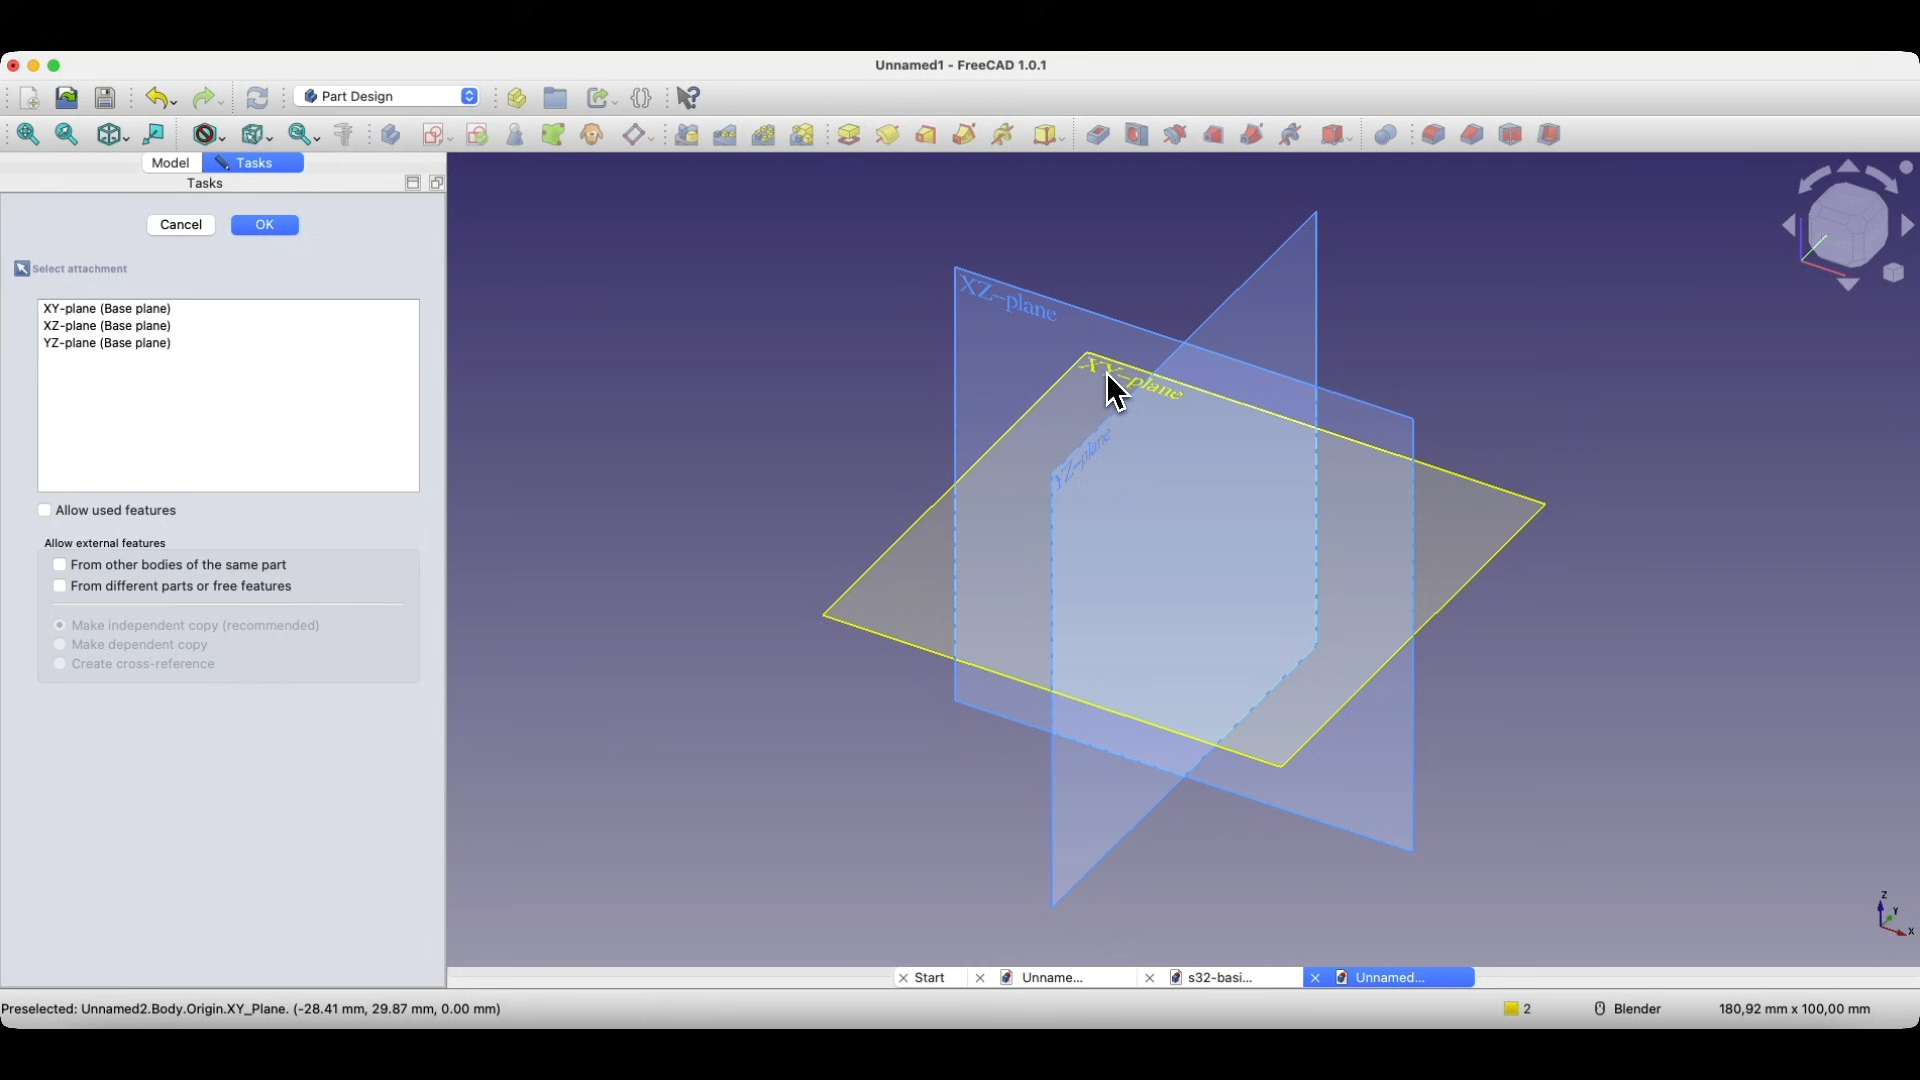 Unnamed1 - FreeCAD 1.0.1
Part Design
Model
Tasks
Tasks
Cancel
OK
Select attachment
XY-plane (Base plane)
XZ-plane (Base plane)
YZ-plane (Base plane)
Allow used features
Allow external features
From other bodies of the same part
From different parts or free features
Make independent copy (recommended)
Make dependent copy
Create cross-reference
XZ-plane
XY-plane
YZ-plane
Z
Y
X
Start
Unname...
s32-basi...
Unnamed...
Preselected: Unnamed2.Body.Origin.XY_Plane. (-28.41 mm, 29.87 mm, 0.00 mm)
2
Blender
180,92 mm x 100,00 mm